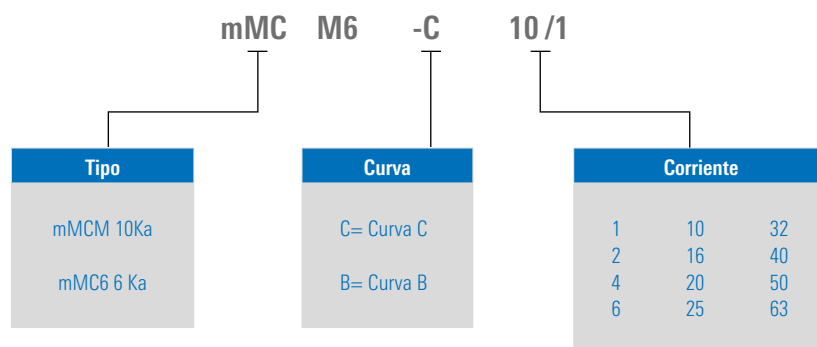 mMC M6 -C 10 /1
Tipo
mMCM 10Ka
mMC6 6 Ka
Curva
C= Curva C
B= Curva B
Corriente
1 10 32
2 16 40
4 20 50
6 25 63